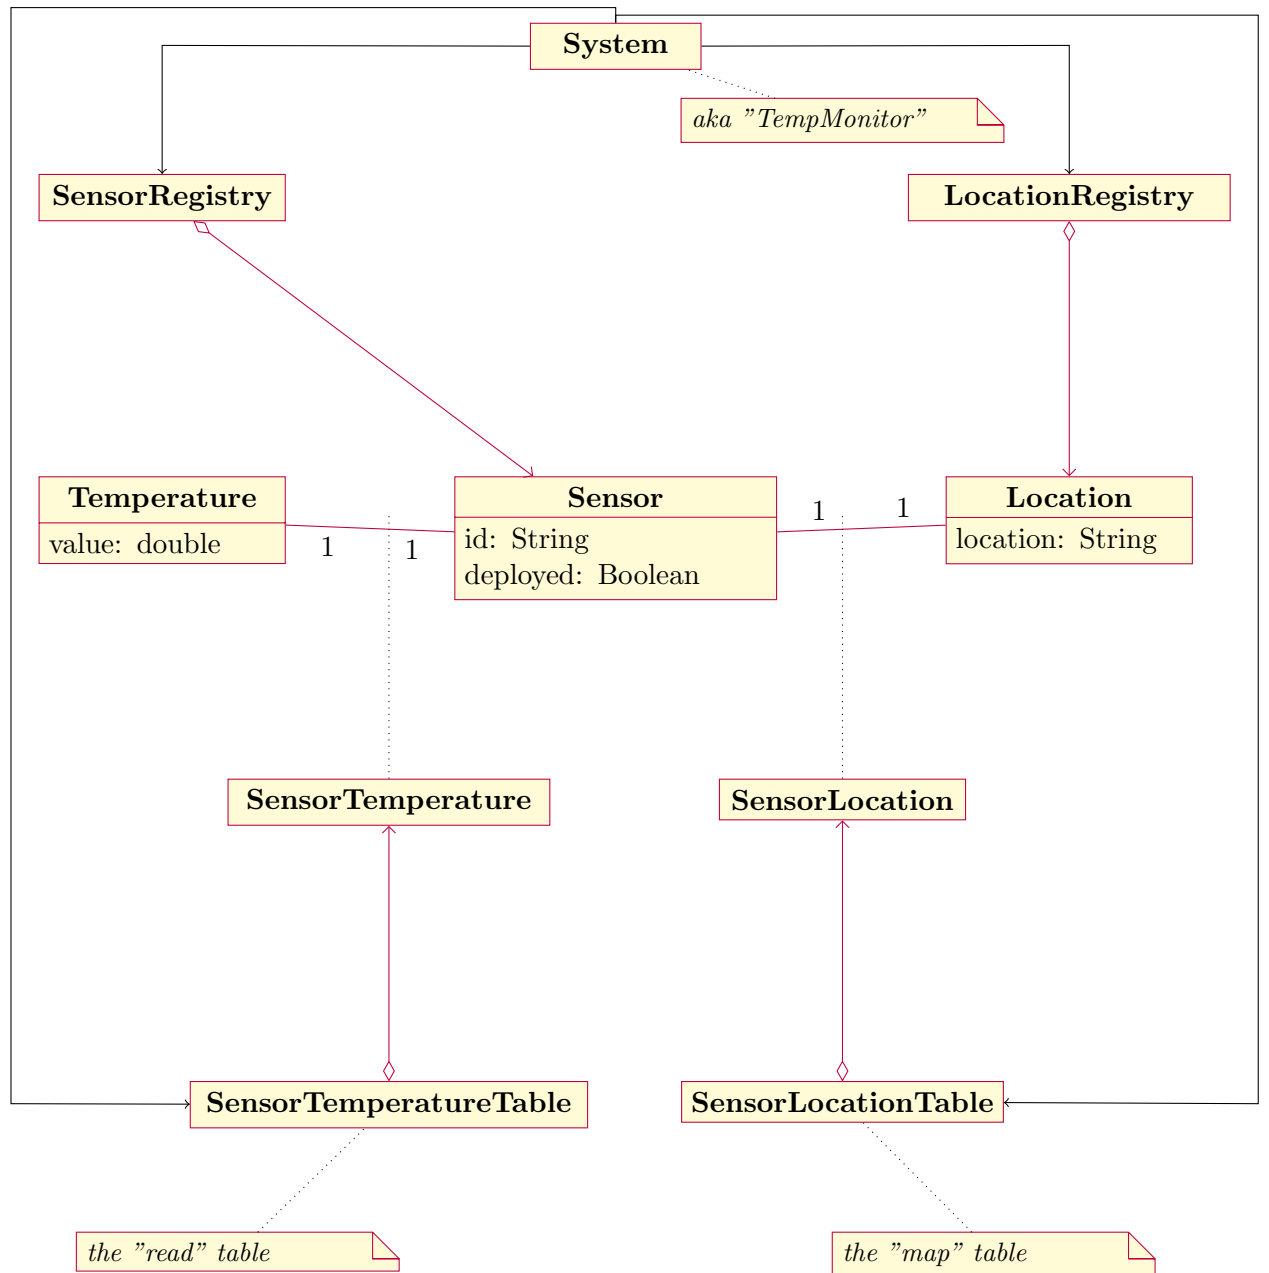 System
aka ”TempMonitor”
SensorRegistry
LocationRegistry
Temperature
value: double
1
1
Sensor
id: String
deployed: Boolean
1
1
Location
location: String
SensorTemperature
SensorLocation
SensorTemperatureTable
SensorLocationTable
the ”read” table
the ”map” table